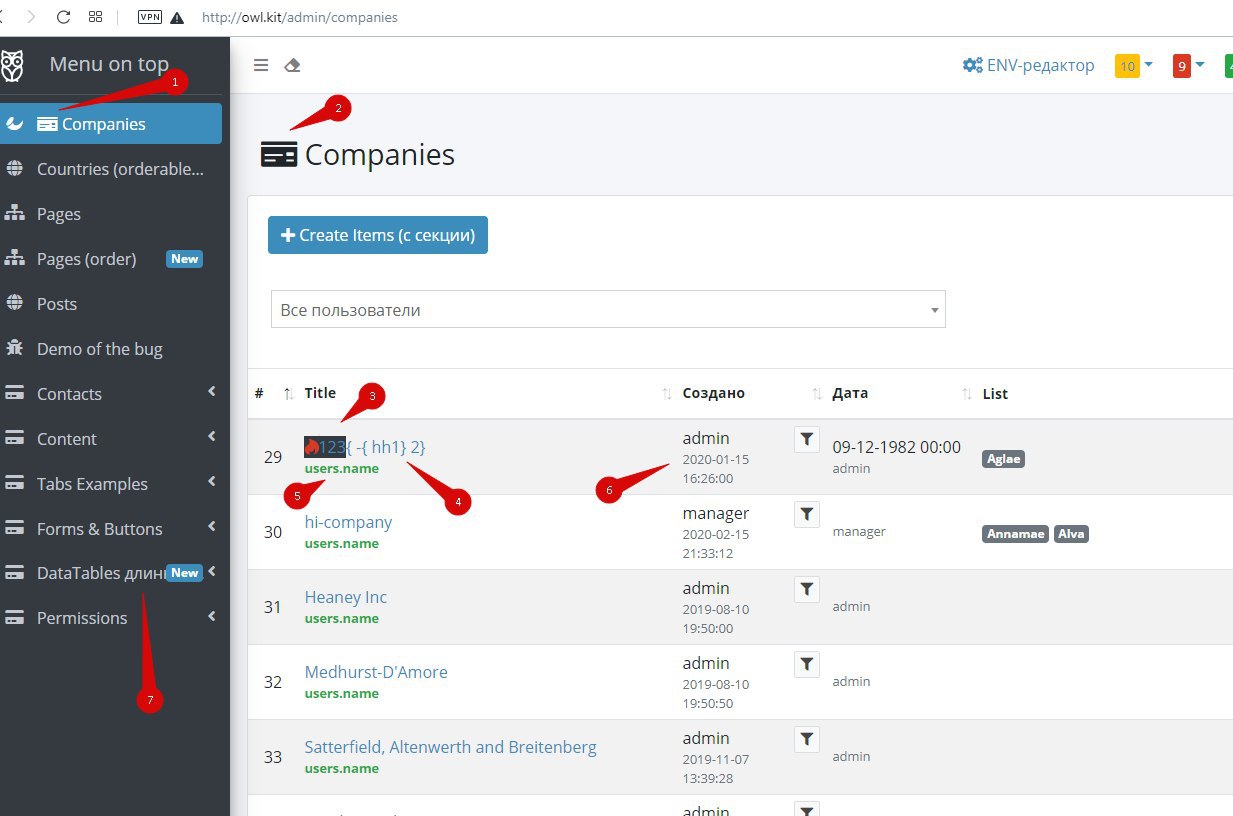 VPN http://owl.kit/admin/companies
Menu on top
ENV-редактор 10 9
1
2
Companies
Companies
Countries (orderable...
Pages
Create Items (с секции)
Pages (order) New
Posts
Все пользователи
Demo of the bug
Contacts
Content
Tabs Examples
Forms & Buttons
DataTables длин New
Permissions
7
# Title Создано Дата List
3
29 123{ -{ hh1} 2} admin 09-12-1982 00:00 Aglae
users.name 2020-01-15 admin
16:26:00
5 4 6
30 hi-company manager manager Annamae Alva
users.name 2020-02-15
21:33:12
31 Heaney Inc admin admin
users.name 2019-08-10
19:50:00
32 Medhurst-D'Amore admin admin
users.name 2019-08-10
19:50:50
33 Satterfield, Altenwerth and Breitenberg admin admin
users.name 2019-11-07
13:39:28
admin